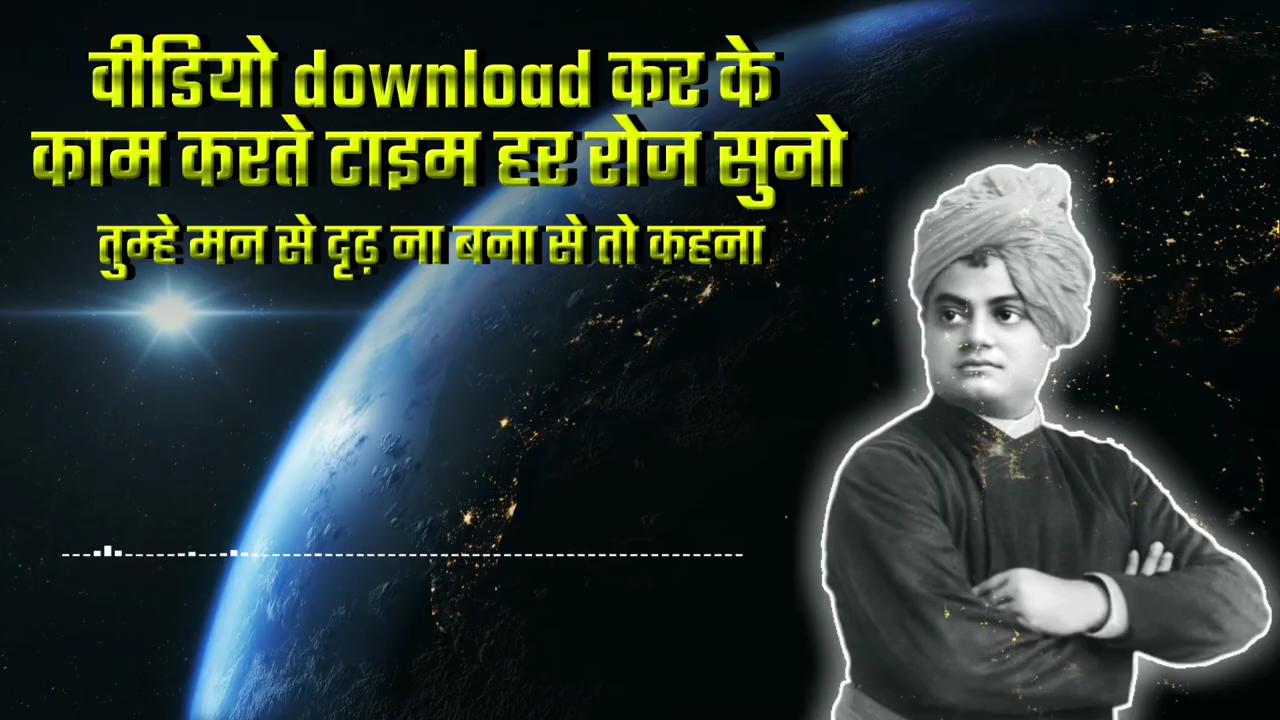 वीडियो download कर के
काम करते टाइम हर रोज सुनो
तुम्हे मन से दृढ़ ना बना से तो कहना